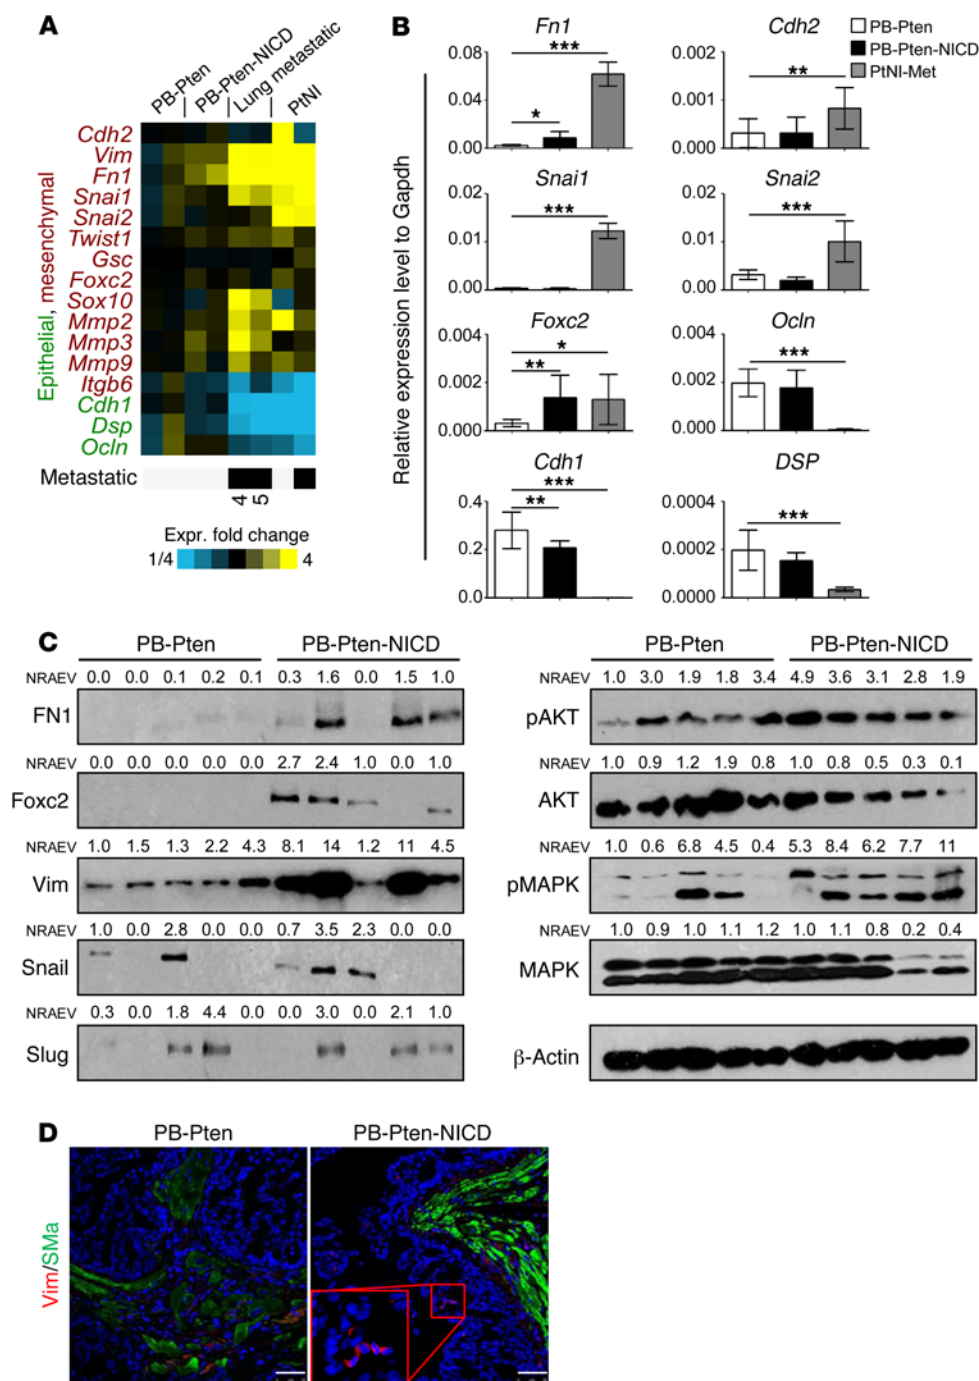 A
PB-Pten
PB-Pten-NICD
Lung metastatic
PtNI
Epithelial, mesenchymal
Cdh2
Vim
Fn1
Snai1
Snai2
Twist1
Gsc
Foxc2
Sox10
Mmp2
Mmp3
Mmp9
Itgb6
Cdh1
Dsp
Ocln
Metastatic
4 5
Expr. fold change
1/4 4
B
PB-Pten
PB-Pten-NICD
PtNI-Met
Relative expression level to Gapdh
Fn1
0.08
0.04
0.00
*
***
Cdh2
0.002
0.001
0.000
**
Snai1
0.02
0.01
0.00
***
Snai2
0.02
0.01
0.00
***
Foxc2
0.004
0.002
0.000
**
*
Ocln
0.004
0.002
0.000
***
Cdh1
0.4
0.2
0.0
***
**
DSP
0.0004
0.0002
0.0000
***
C
PB-Pten PB-Pten-NICD
NRAEV 0.0 0.0 0.1 0.2 0.1 0.3 1.6 0.0 1.5 1.0
FN1
NRAEV 0.0 0.0 0.0 0.0 0.0 2.7 2.4 1.0 0.0 1.0
Foxc2
NRAEV 1.0 1.5 1.3 2.2 4.3 8.1 14 1.2 11 4.5
Vim
NRAEV 1.0 0.0 2.8 0.0 0.0 0.7 3.5 2.3 0.0 0.0
Snail
NRAEV 0.3 0.0 1.8 4.4 0.0 0.0 3.0 0.0 2.1 1.0
Slug
PB-Pten PB-Pten-NICD
NRAEV 1.0 3.0 1.9 1.8 3.4 4.9 3.6 3.1 2.8 1.9
pAKT
NRAEV 1.0 0.9 1.2 1.9 0.8 1.0 0.8 0.5 0.3 0.1
AKT
NRAEV 1.0 0.6 6.8 4.5 0.4 5.3 8.4 6.2 7.7 11
pMAPK
NRAEV 1.0 0.9 1.0 1.1 1.2 1.0 1.1 0.8 0.2 0.4
MAPK
β-Actin
D
PB-Pten PB-Pten-NICD
Vim/SMa